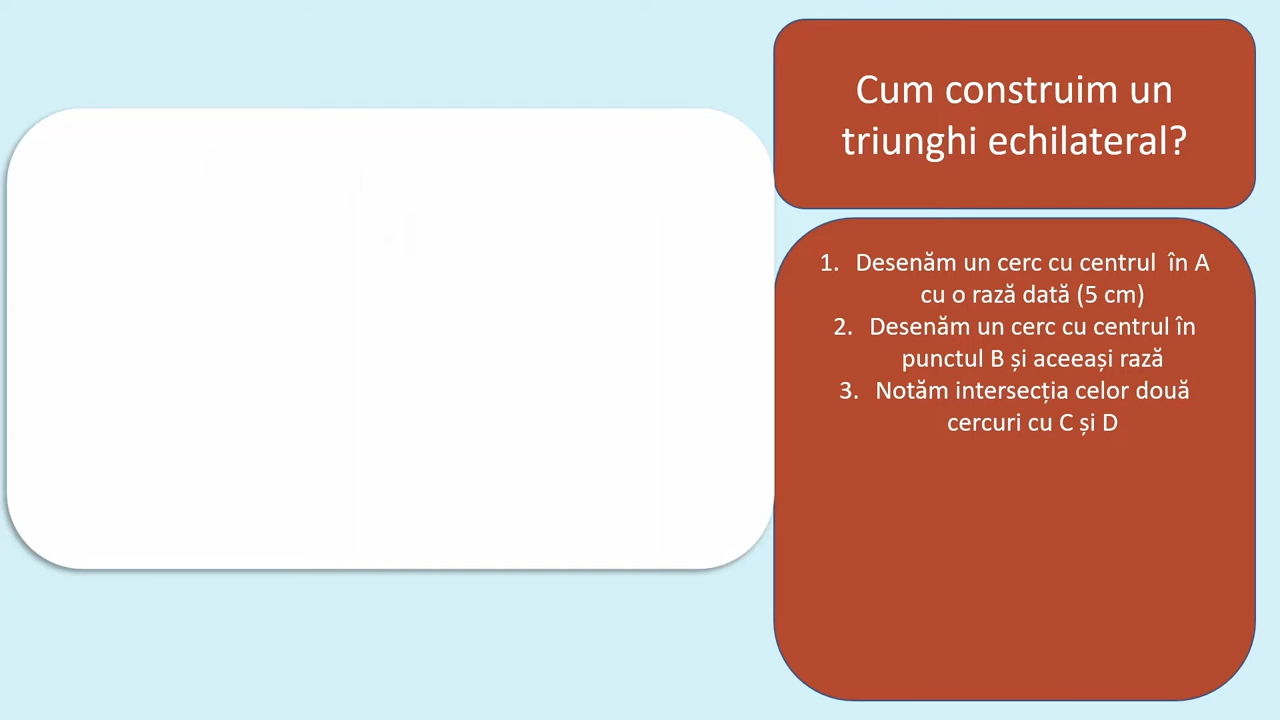 Cum construim un
triunghi echilateral?
1. Desenăm un cerc cu centrul în A
cu o rază dată (5 cm)
2. Desenăm un cerc cu centrul în
punctul B și aceeași rază
3. Notăm intersecția celor două
cercuri cu C și D